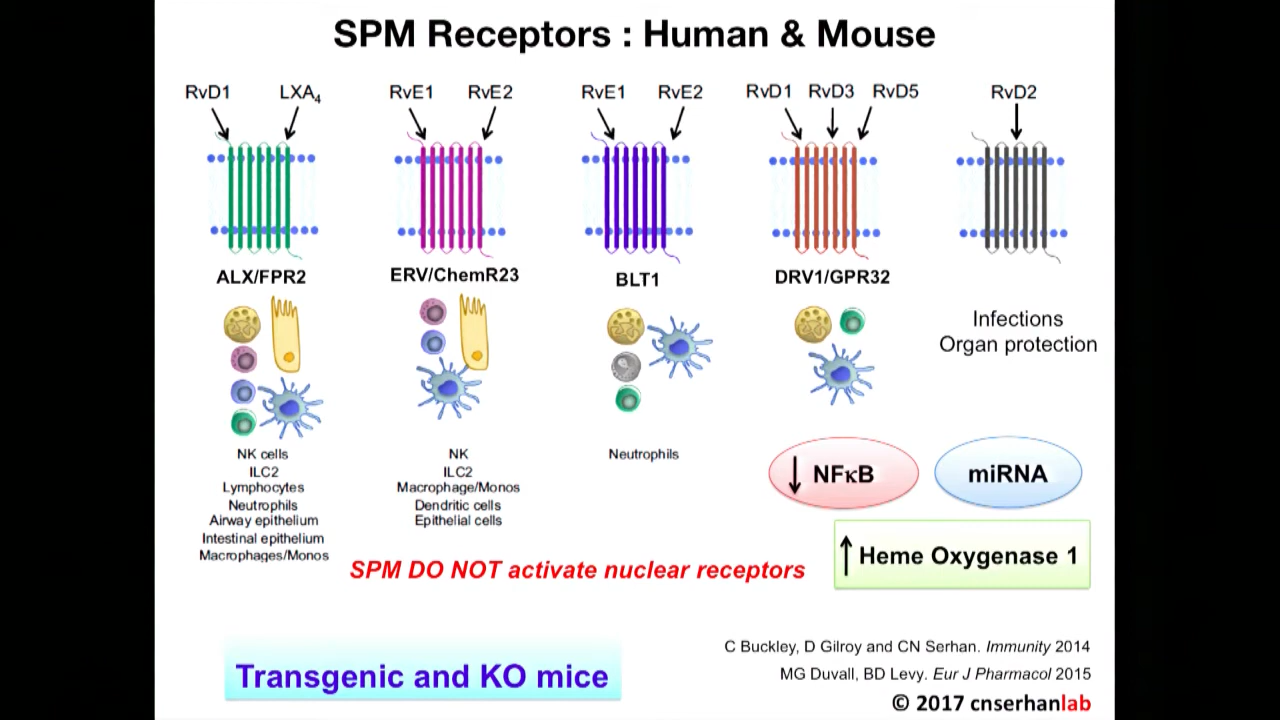 SPM Receptors : Human & Mouse
RvD1 LXA4
RvE1 RvE2
RvE1 RvE2
RvD1 RvD3 RvD5
RvD2
ALX/FPR2
ERV/ChemR23
BLT1
DRV1/GPR32
Infections
Organ protection
NK cells
ILC2
Lymphocytes
Neutrophils
Airway epithelium
Intestinal epithelium
Macrophages/Monos
NK
ILC2
Macrophage/Monos
Dendritic cells
Epithelial cells
Neutrophils
↓ NFκB
miRNA
↑ Heme Oxygenase 1
SPM DO NOT activate nuclear receptors
Transgenic and KO mice
C Buckley, D Gilroy and CN Serhan. Immunity 2014
MG Duvall, BD Levy. Eur J Pharmacol 2015
© 2017 cnserhanlab